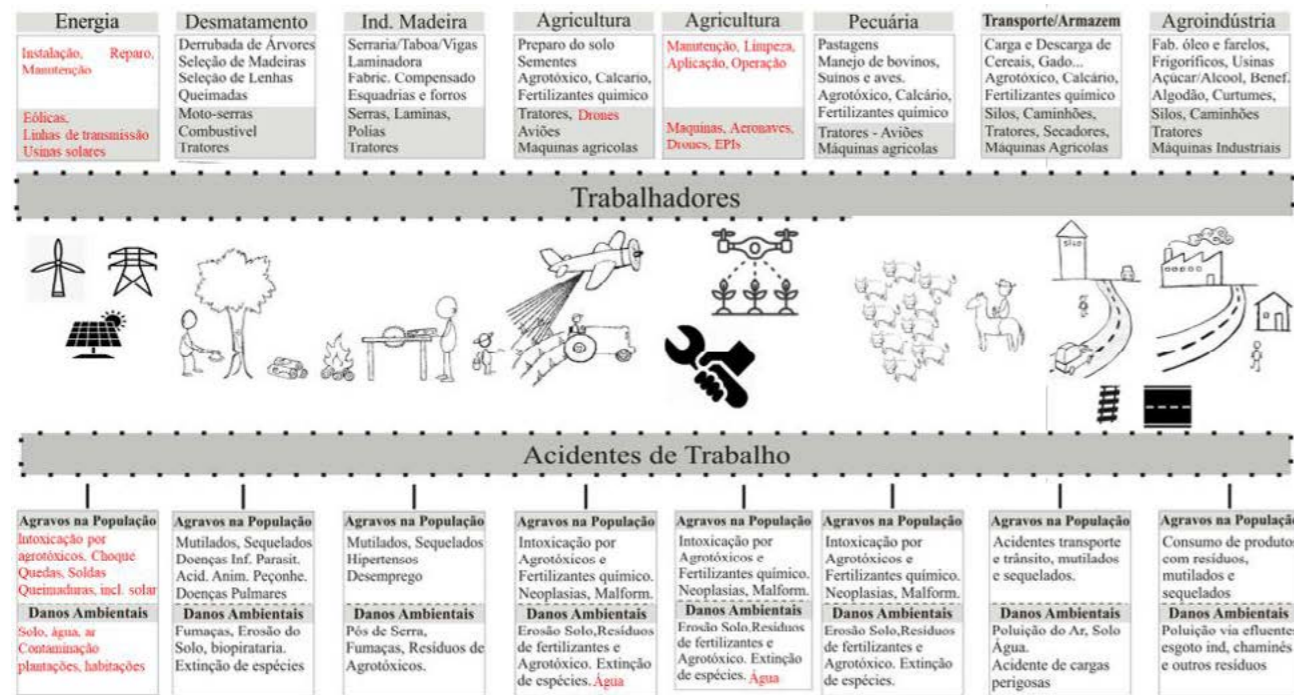 Energia
Instalação, Reparo,
Manutenção
Eólicas,
Linhas de transmissão
Usinas solares
Desmatamento
Derrubada de Árvores
Seleção de Madeiras
Seleção de Lenhas
Queimadas
Moto-serras
Combustível
Tratores
Ind. Madeira
Serraria/Taboa/Vigas
Laminadora
Fabric. Compensado
Esquadrias e forros
Serras, Laminas,
Polias
Tratores
Agricultura
Preparo do solo
Sementes
Agrotóxico, Calcario,
Fertilizantes quimico
Tratores, Drones
Aviões
Maquinas agricolas
Agricultura
Manutenção, Limpeza,
Aplicação, Operação
Maquinas, Aeronaves,
Drones, EPIs
Pecuária
Pastagens
Manejo de bovinos,
Suinos e aves.
Agrotóxico, Calcário,
Fertilizantes químico
Tratores - Aviões
Máquinas agricolas
Transporte/Armazem
Carga e Descarga de
Cereais, Gado...
Agrotóxico, Calcário,
Fertilizantes químico
Silos, Caminhões,
Tratores, Secadores,
Máquinas Agricolas
Agroindústria
Fab. óleo e farelos,
Frigoríficos, Usinas
Açúcar/Alcool, Benef.
Algodão, Curtumes,
Silos, Caminhões
Tratores
Máquinas Industriais
Trabalhadores
SILO
Acidentes de Trabalho
Agravos na População
Intoxicação por
agrotóxicos, Choque
Quedas, Soldas
Queimaduras, incl. solar
Danos Ambientais
Solo, água, ar
Contaminação
plantações, habitações
Agravos na População
Mutilados, Sequelados
Doenças Inf. Parasit.
Acid. Anim. Peçonhe.
Doenças Pulmares
Danos Ambientais
Fumaças, Erosão do
Solo, biopirataria.
Extinção de espécies
Agravos na População
Mutilados, Sequelados
Hipertensos
Desemprego
Danos Ambientais
Pós de Serra,
Fumaças, Resíduos de
Agrotóxicos.
Agravos na População
Intoxicação por
Agrotóxicos e
Fertilizantes químico.
Neoplasias, Malform.
Danos Ambientais
Erosão Solo,Resíduos
de fertilizantes e
Agrotóxico. Extinção
de espécies. Água
Agravos na População
Intoxicação por
Agrotóxicos e
Fertilizantes químico.
Neoplasias, Malform.
Danos Ambientais
Erosão Solo,Resíduos
de fertilizantes e
Agrotóxico. Extinção
de espécies. Água
Agravos na População
Intoxicação por
Agrotóxicos e
Fertilizantes químico.
Neoplasias, Malform.
Danos Ambientais
Erosão Solo,Resíduos
de fertilizantes e
Agrotóxico. Extinção
de espécies.
Agravos na População
Acidentes transporte
e trânsito, mutilados
e sequelados.
Danos Ambientais
Poluição do Ar, Solo
Água.
Acidente de cargas
perigosas
Agravos na População
Consumo de produtos
com resíduos,
mutilados e
sequelados
Danos Ambientais
Poluição via efluentes
esgoto ind, chaminés
e outros resíduos